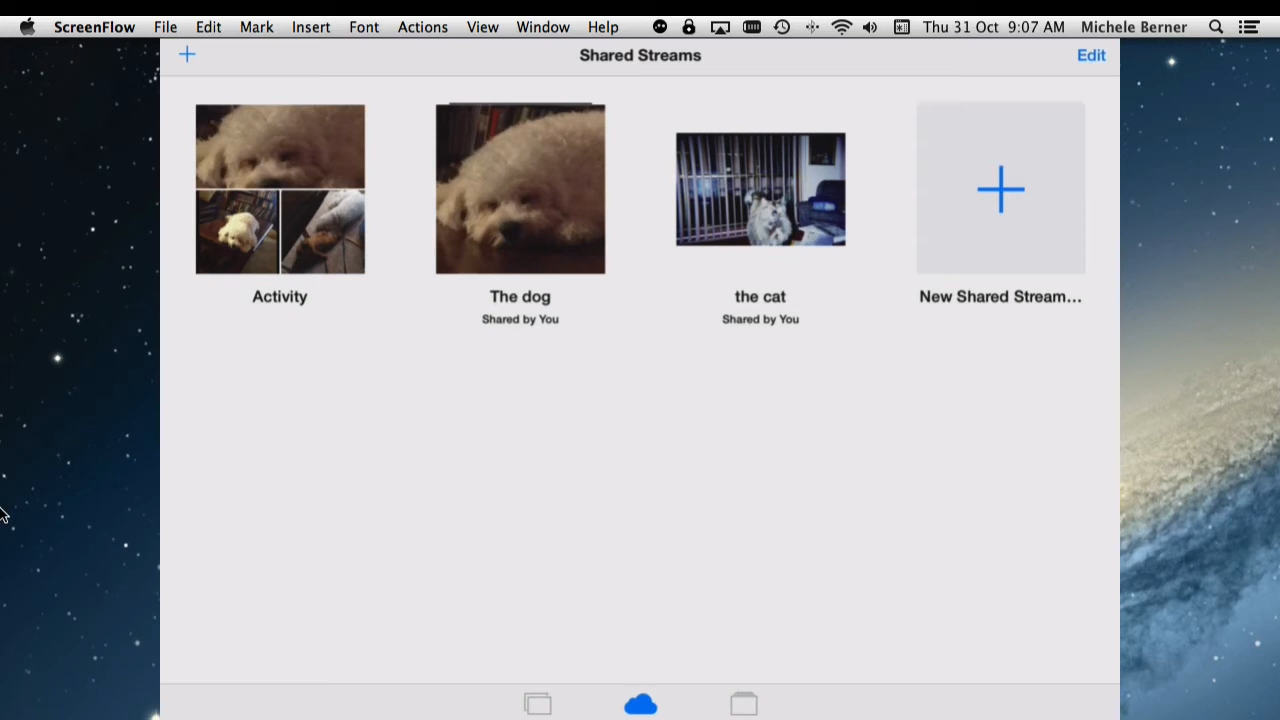 ScreenFlow File Edit Mark Insert Font Actions View Window Help Thu 31 Oct 9:07 AM Michele Berner
Shared Streams Edit
Activity The dog the cat New Shared Stream...
Shared by You Shared by You